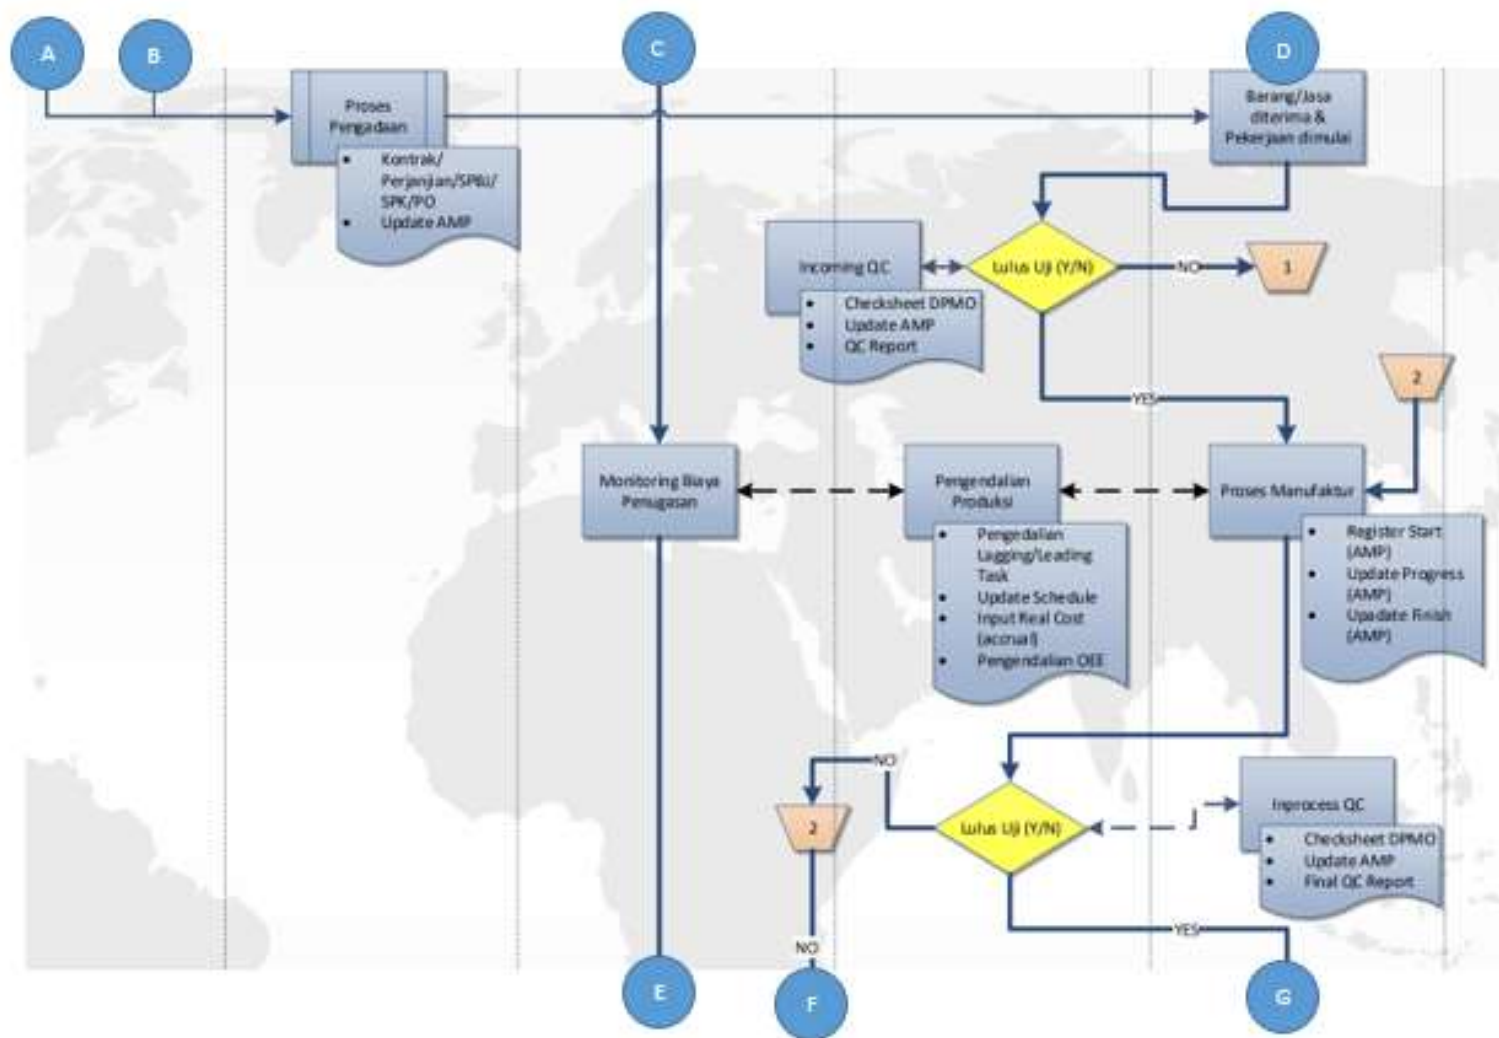 A
B
C
D
Proses
Pengadaan
• Kontrak/
Perjanjian/SPBJ/
SPK/PO
• Update AMP
Barang/Jasa
diterima &
Pekerjaan dimulai
Incoming QC
• Checksheet DPMO
• Update AMP
• QC Report
Lulus Uji (Y/N)
NO
1
YES
2
Monitoring Biaya
Penugasan
Pengendalian
Produksi
• Pengedalian
Lagging/Leading
Task
• Update Schedule
• Input Real Cost
(accrual)
• Pengendalian OEE
Proses Manufaktur
• Register Start
(AMP)
• Update Progress
(AMP)
• Upadate Finish
(AMP)
NO
2
Lulus Uji (Y/N)
Inprocess QC
• Checksheet DPMO
• Update AMP
• Final QC Report
YES
NO
E
F
G